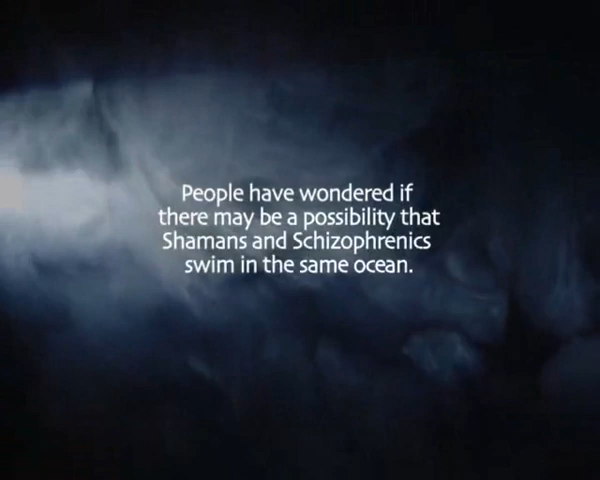 People have wondered if
there may be a possibility that
Shamans and Schizophrenics
swim in the same ocean.